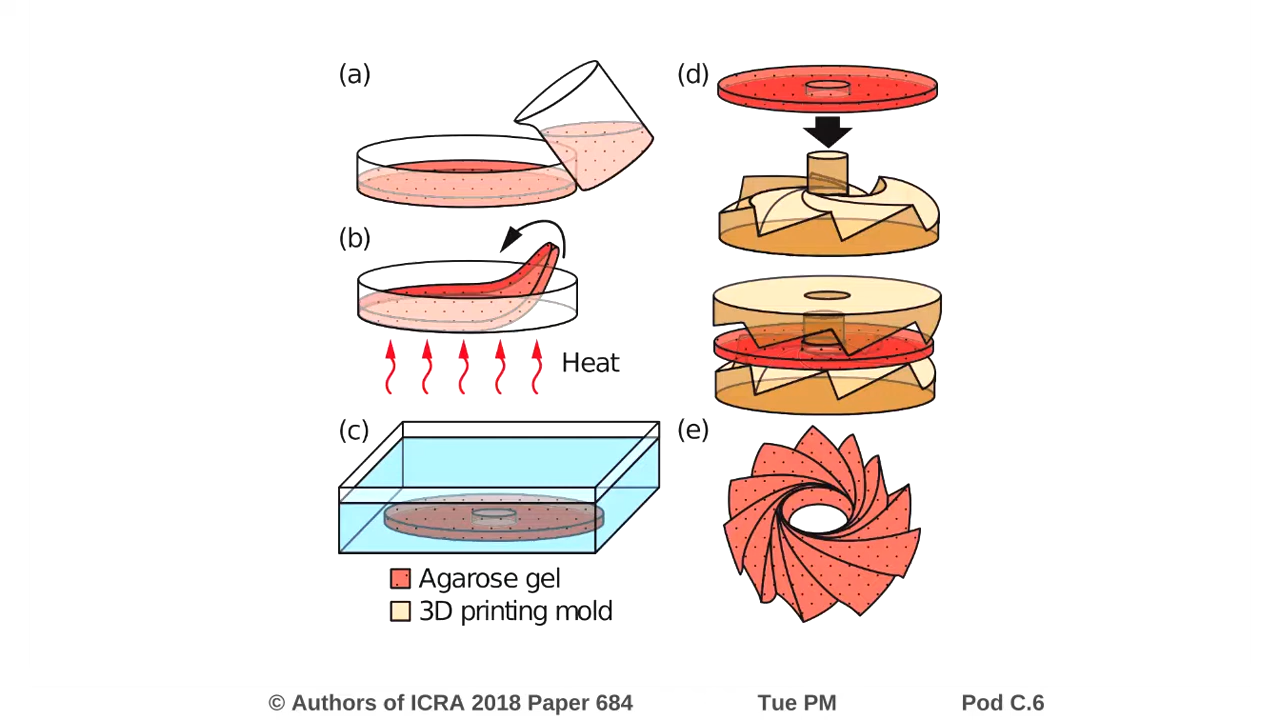 (a)
(b)
Heat
(c)
Agarose gel
3D printing mold
(d)
(e)
© Authors of ICRA 2018 Paper 684 Tue PM Pod C.6